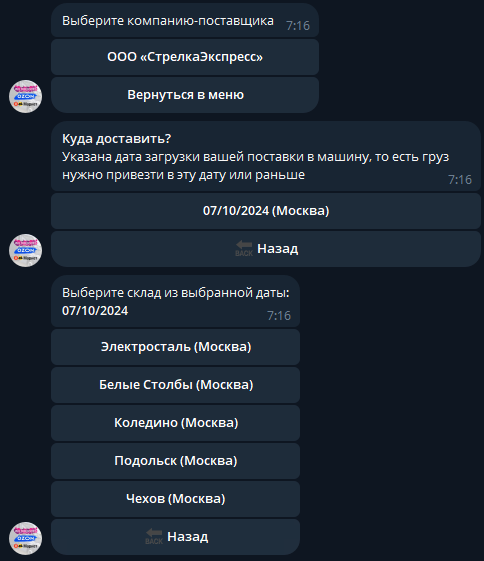 Выберите компанию-поставщика 7:16
ООО «СтрелкаЭкспресс»
Вернуться в меню
OZON
Куда доставить?
Указана дата загрузки вашей поставки в машину, то есть груз
нужно привезти в эту дату или раньше 7:16
07/10/2024 (Москва)
BACK Назад
OZON
Выберите склад из выбранной даты:
07/10/2024 7:16
Электросталь (Москва)
Белые Столбы (Москва)
Коледино (Москва)
Подольск (Москва)
Чехов (Москва)
BACK Назад
OZON